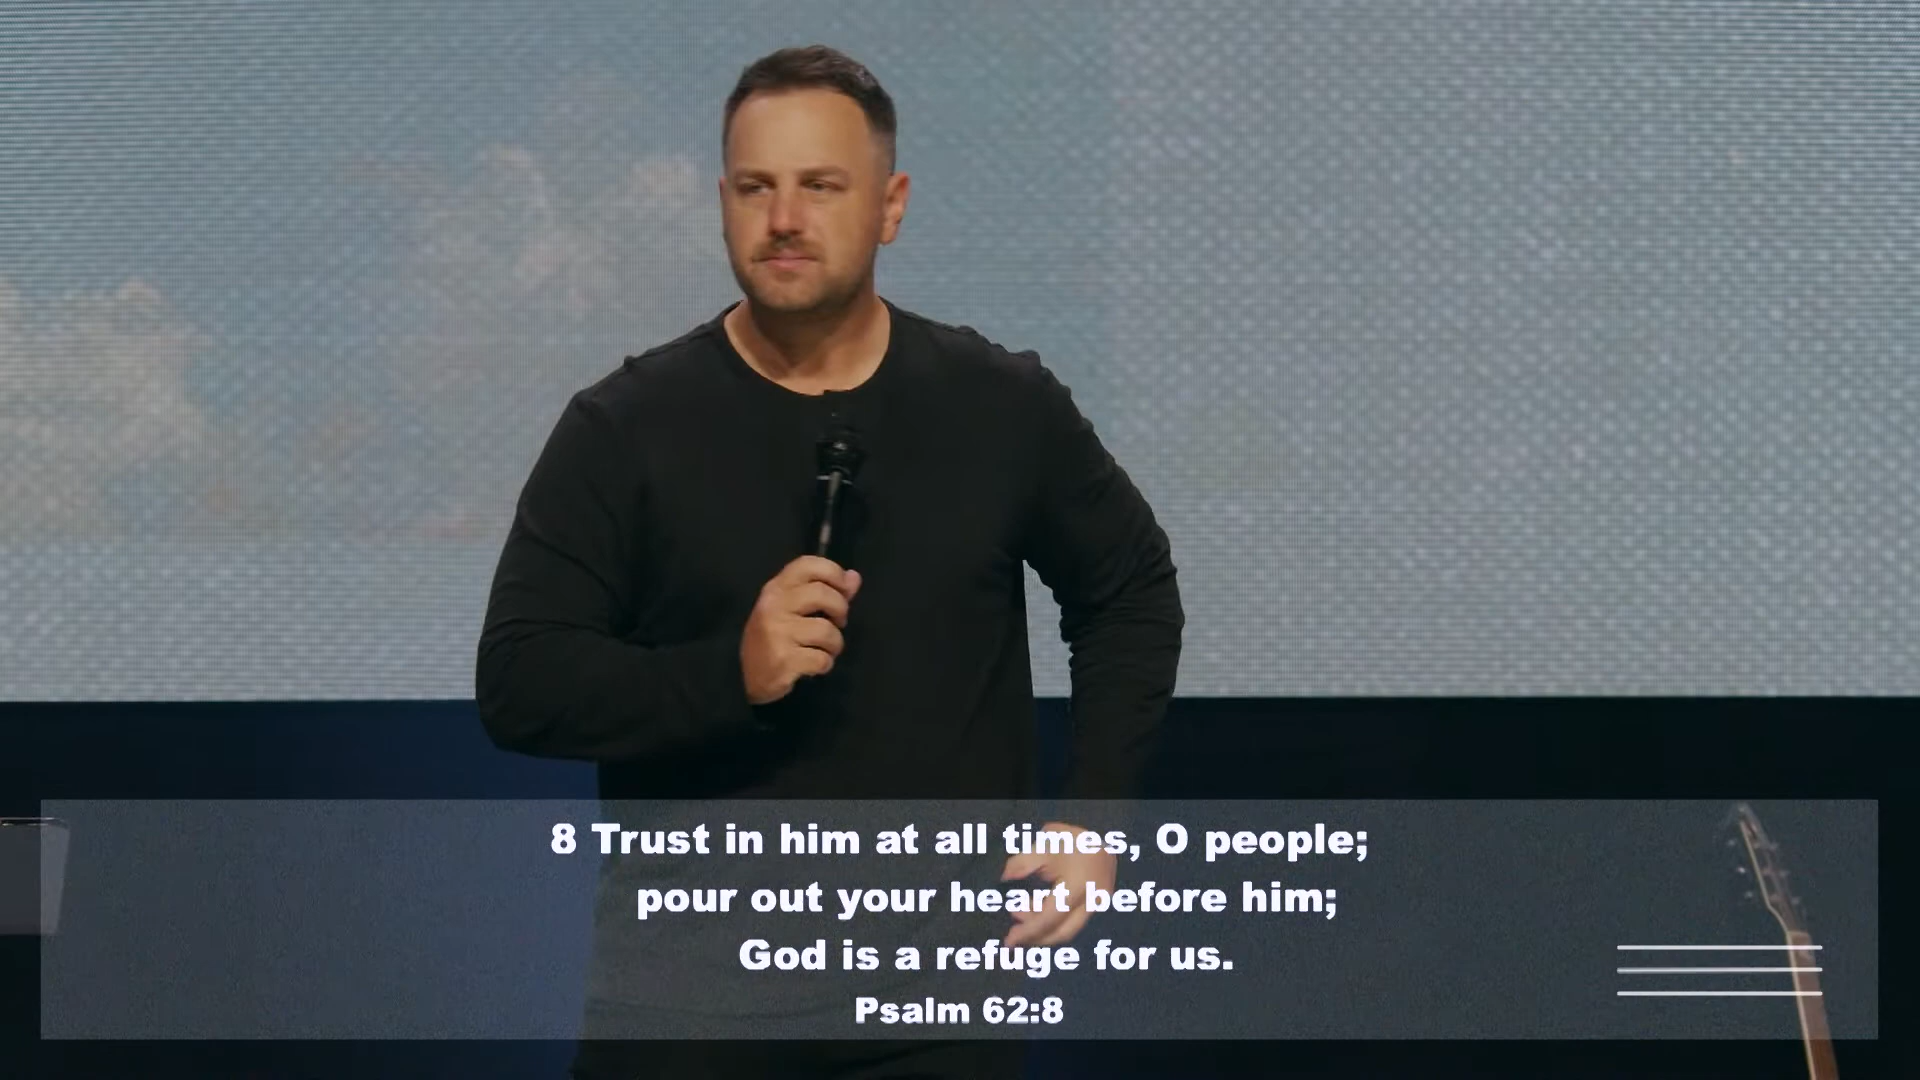 8 Trust in him at all times, O people;
pour out your heart before him;
God is a refuge for us.
Psalm 62:8